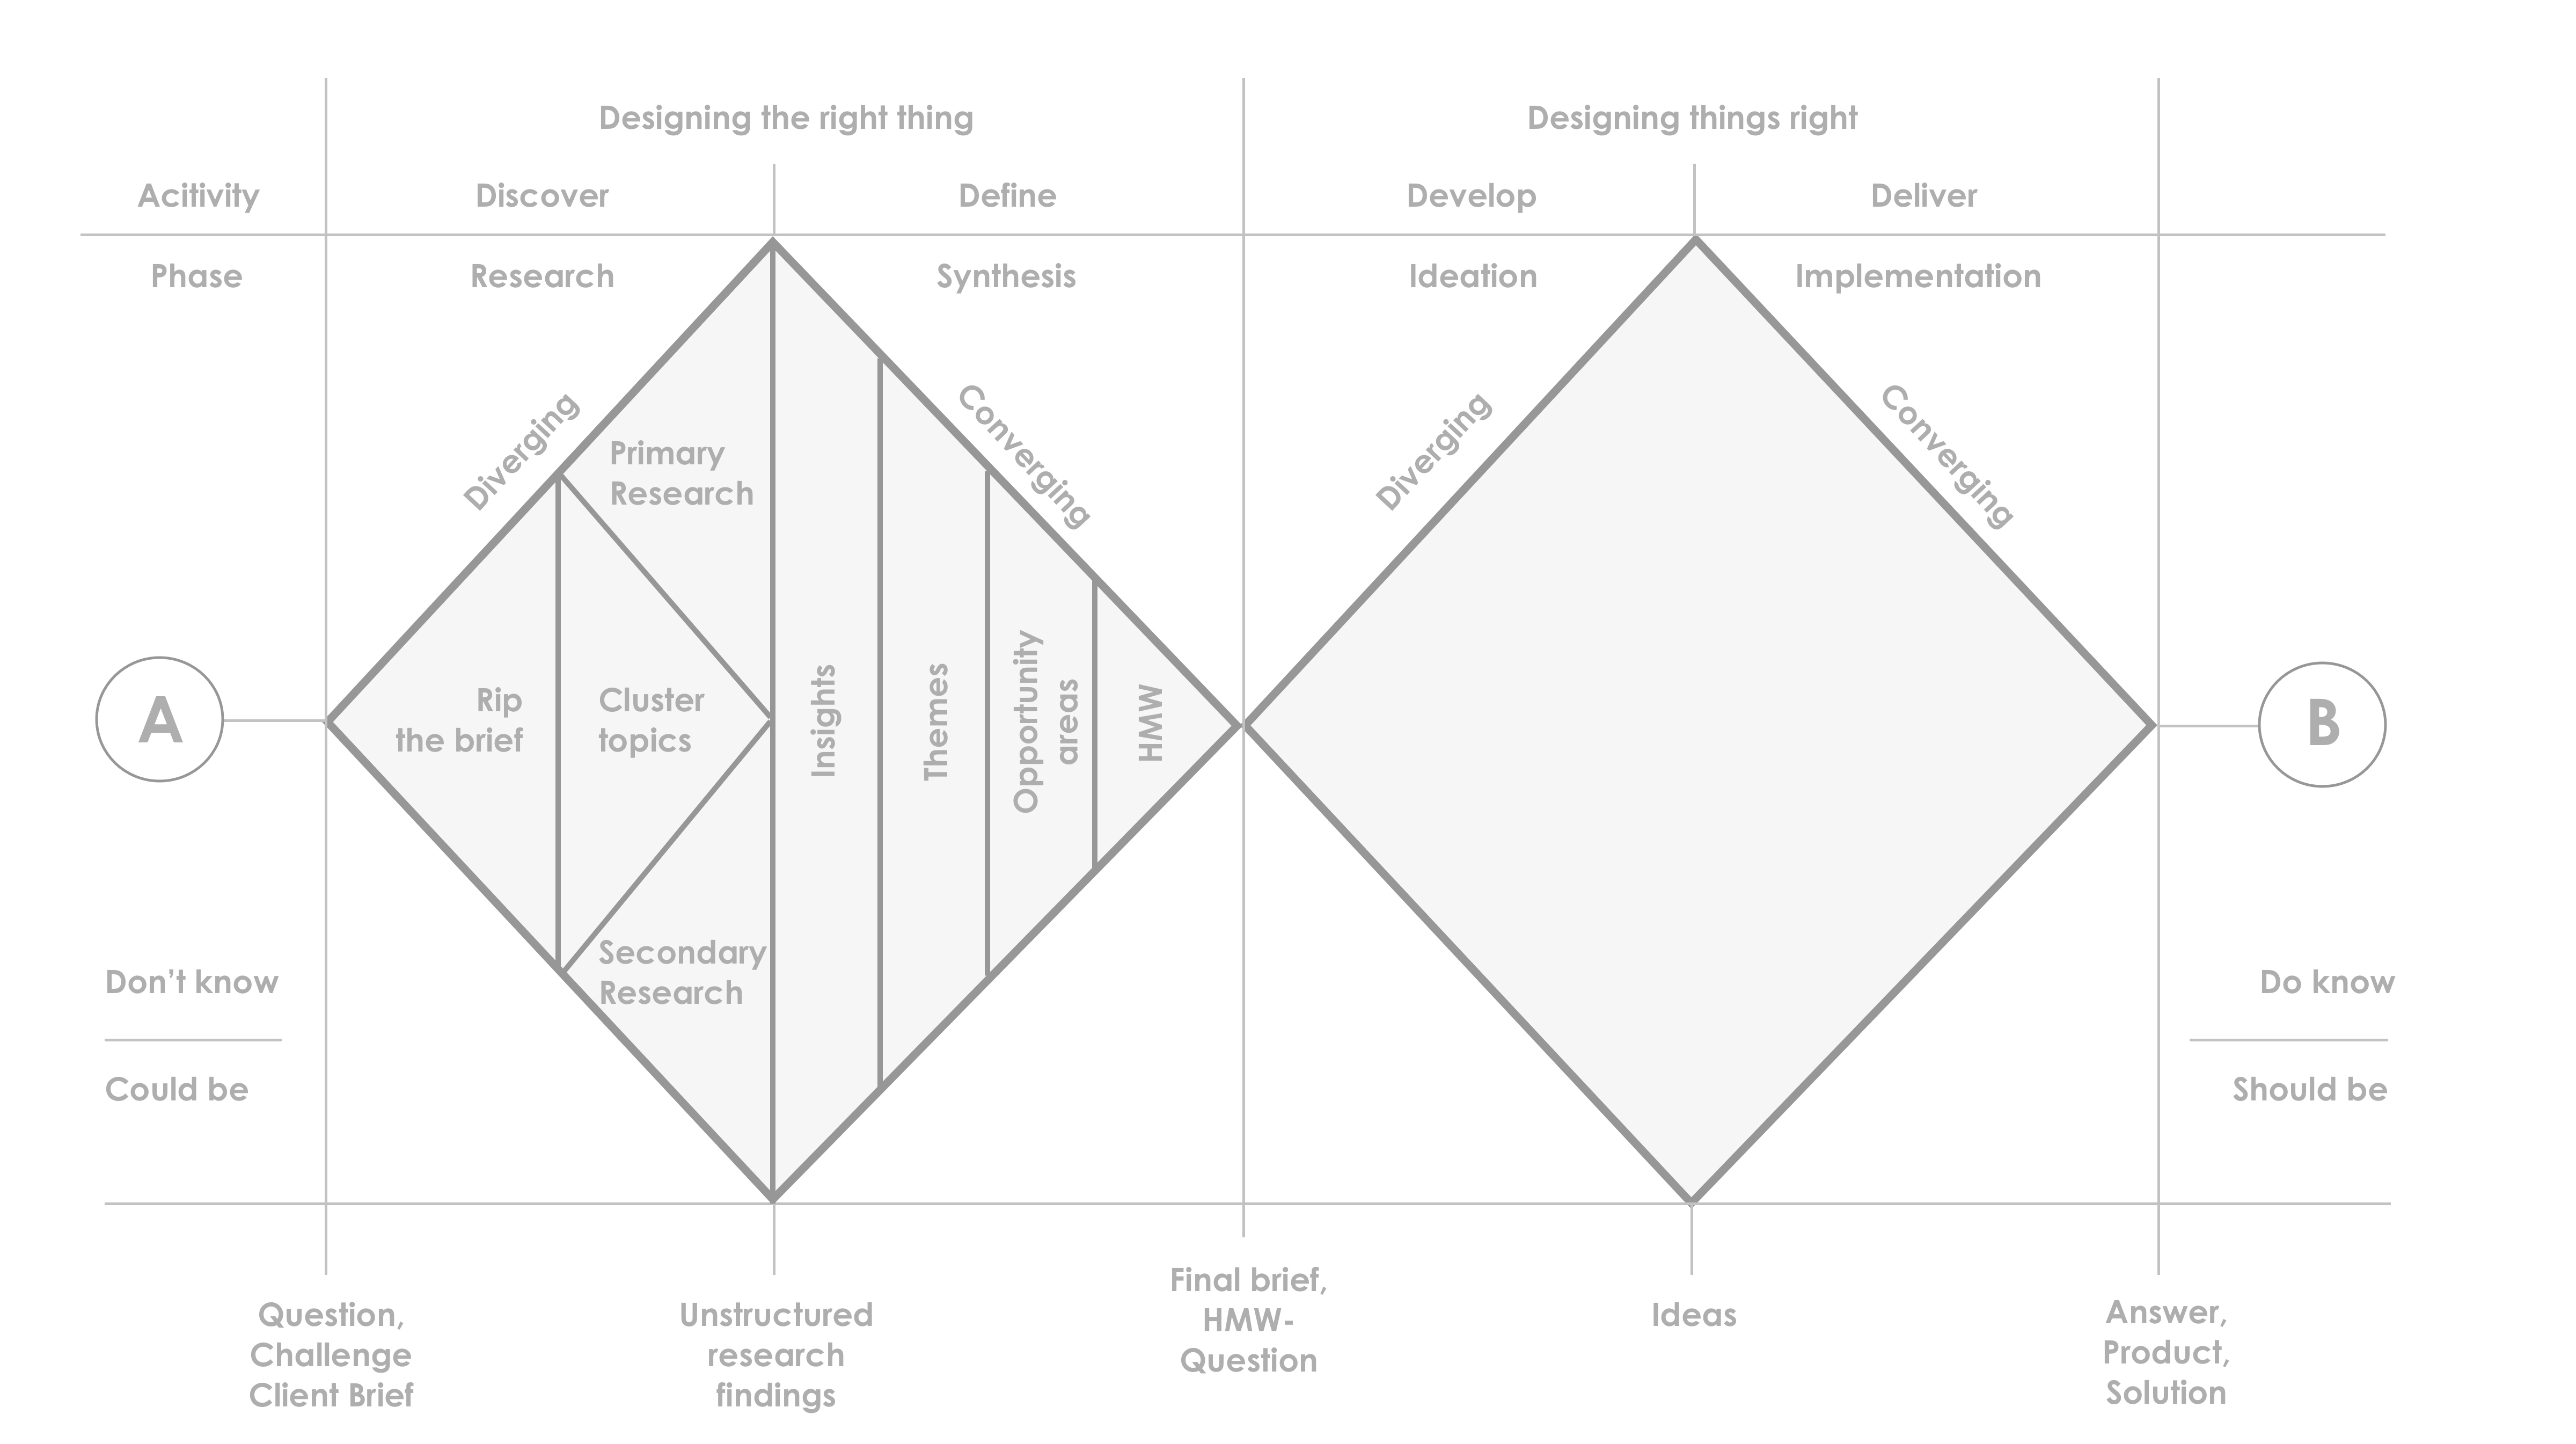 Designing the right thing
Designing things right
Acitivity
Discover
Define
Develop
Deliver
Phase
Research
Synthesis
Ideation
Implementation
Diverging
Converging
Diverging
Converging
Primary
Research
A
Rip
the brief
Cluster
topics
Insights
Themes
Opportunity
areas
HMW
B
Secondary
Research
Don’t know
Could be
Do know
Should be
Question,
Challenge
Client Brief
Unstructured
research
findings
Final brief,
HMW-
Question
Ideas
Answer,
Product,
Solution